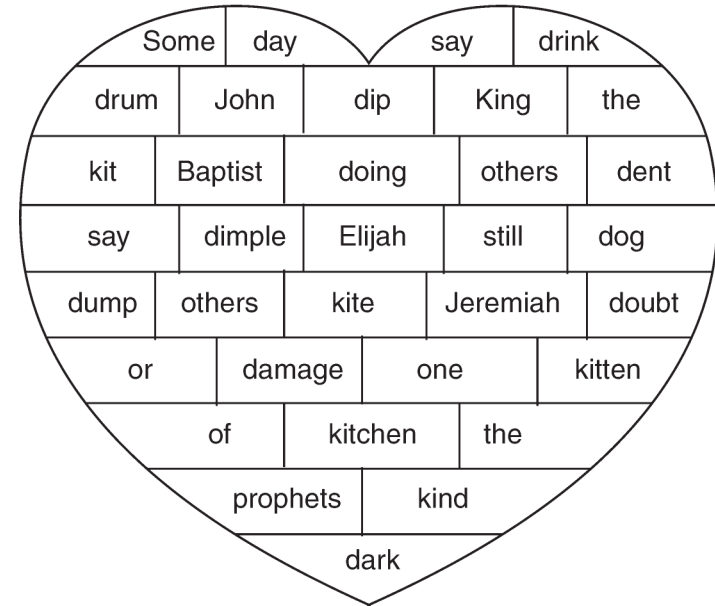 Some day say drink
drum John dip King the
kit Baptist doing others dent
say dimple Elijah still dog
dump others kite Jeremiah doubt
or damage one kitten
of kitchen the
prophets kind
dark